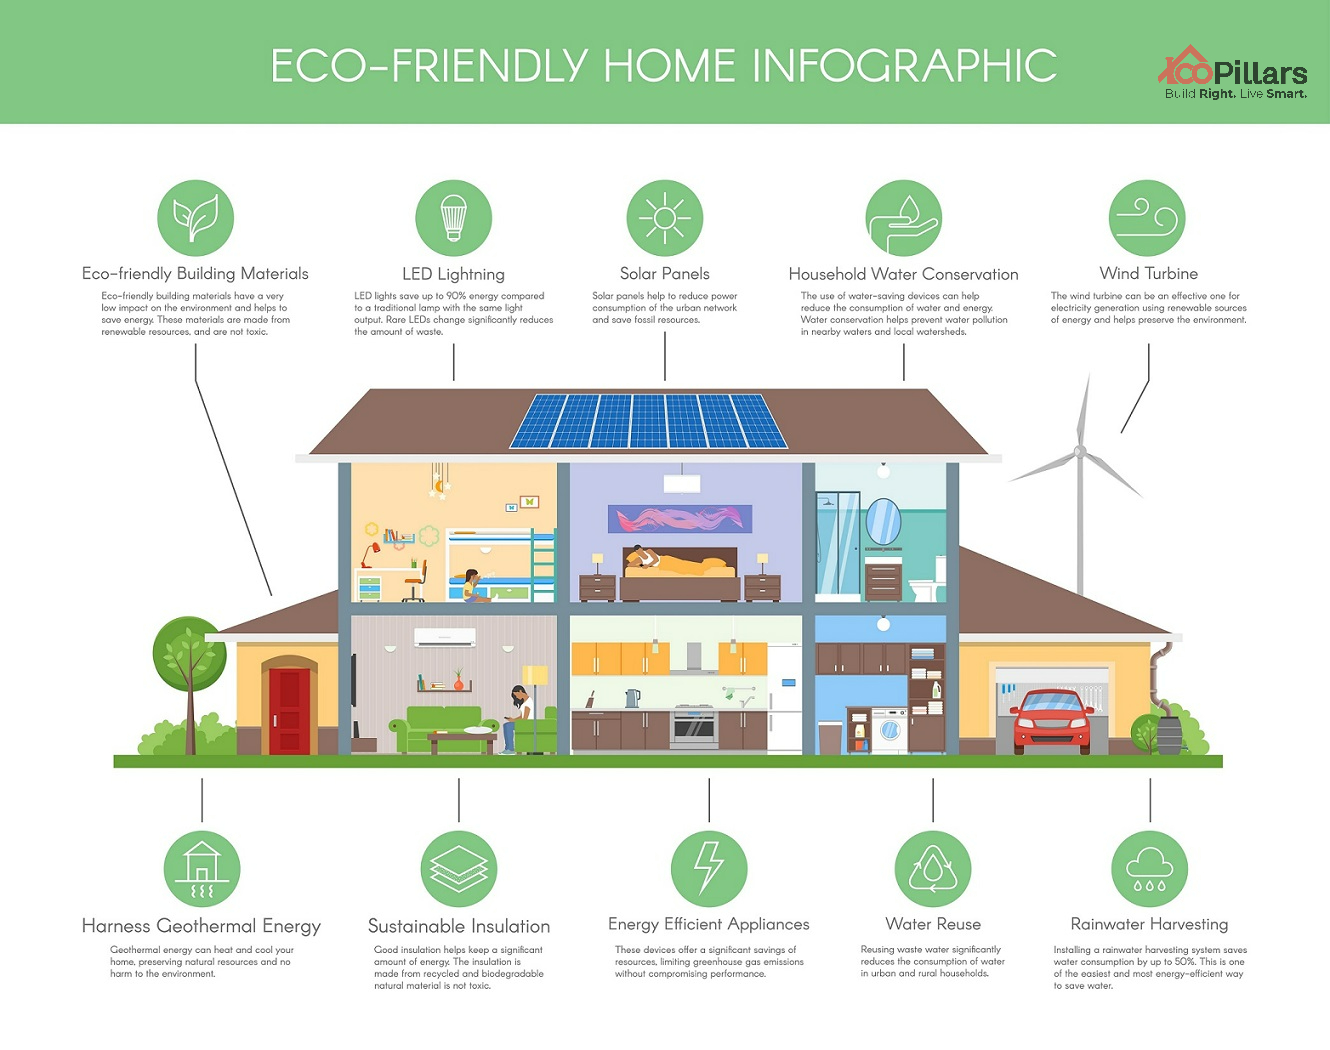 ECO-FRIENDLY HOME INFOGRAPHIC
100Pillars
Build Right. Live Smart.
Eco-friendly Building Materials
Eco-friendly building materials have a very
low impact on the environment and helps to
save energy. These materials are made from
renewable resources, and are not toxic.
LED Lightning
LED lights save up to 90% energy compared
to a traditional lamp with the same light
output. Rare LEDs change significantly reduces
the amount of waste.
Solar Panels
Solar panels help to reduce power
consumption of the urban network
and save fossil resources.
Household Water Conservation
The use of water-saving devices can help
reduce the consumption of water and energy.
Water conservation helps prevent water pollution
in nearby waters and local watersheds.
Wind Turbine
The wind turbine can be an effective one for
electricity generation using renewable sources
of energy and helps preserve the environment.
Harness Geothermal Energy
Geothermal energy can heat and cool your
home, preserving natural resources and no
harm to the environment.
Sustainable Insulation
Good insulation helps keep a significant
amount of energy. The insulation is
made from recycled and biodegradable
natural material is not toxic.
Energy Efficient Appliances
These devices offer a significant savings of
resources, limiting greenhouse gas emissions
without compromising performance.
Water Reuse
Reusing waste water significantly
reduces the consumption of water
in urban and rural households.
Rainwater Harvesting
Installing a rainwater harvesting system saves
water consumption by up to 50%. This is one
of the easiest and most energy-efficient way
to save water.